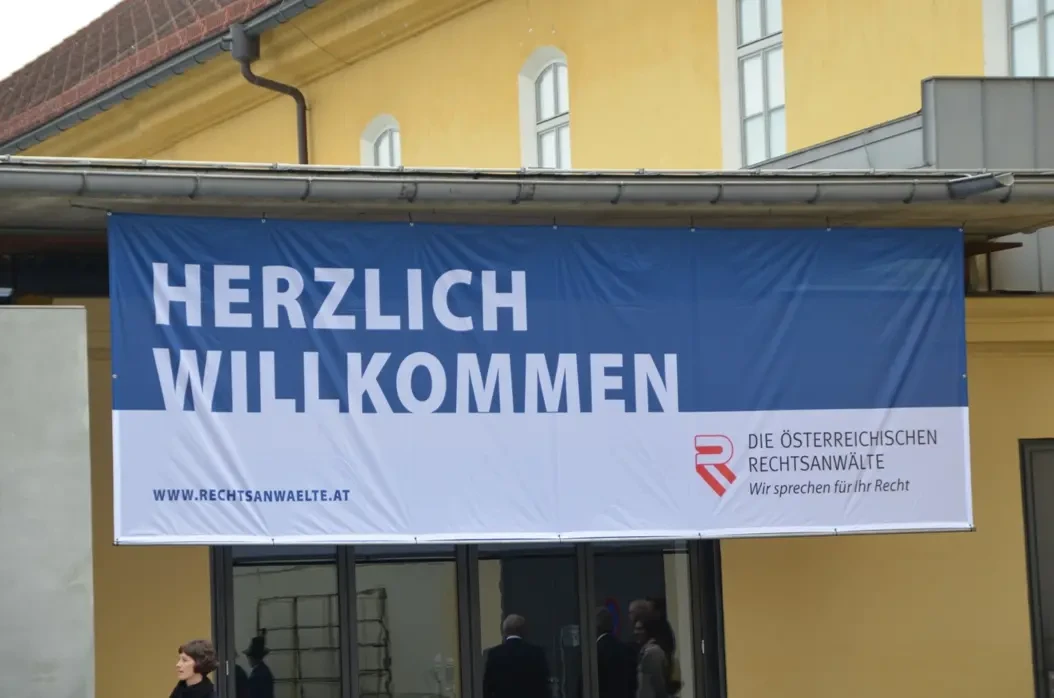 HERZLICH
WILLKOMMEN
DIE ÖSTERREICHISCHEN
RECHTSANWÄLTE
Wir sprechen für Ihr Recht
WWW.RECHTSANWAELTE.AT